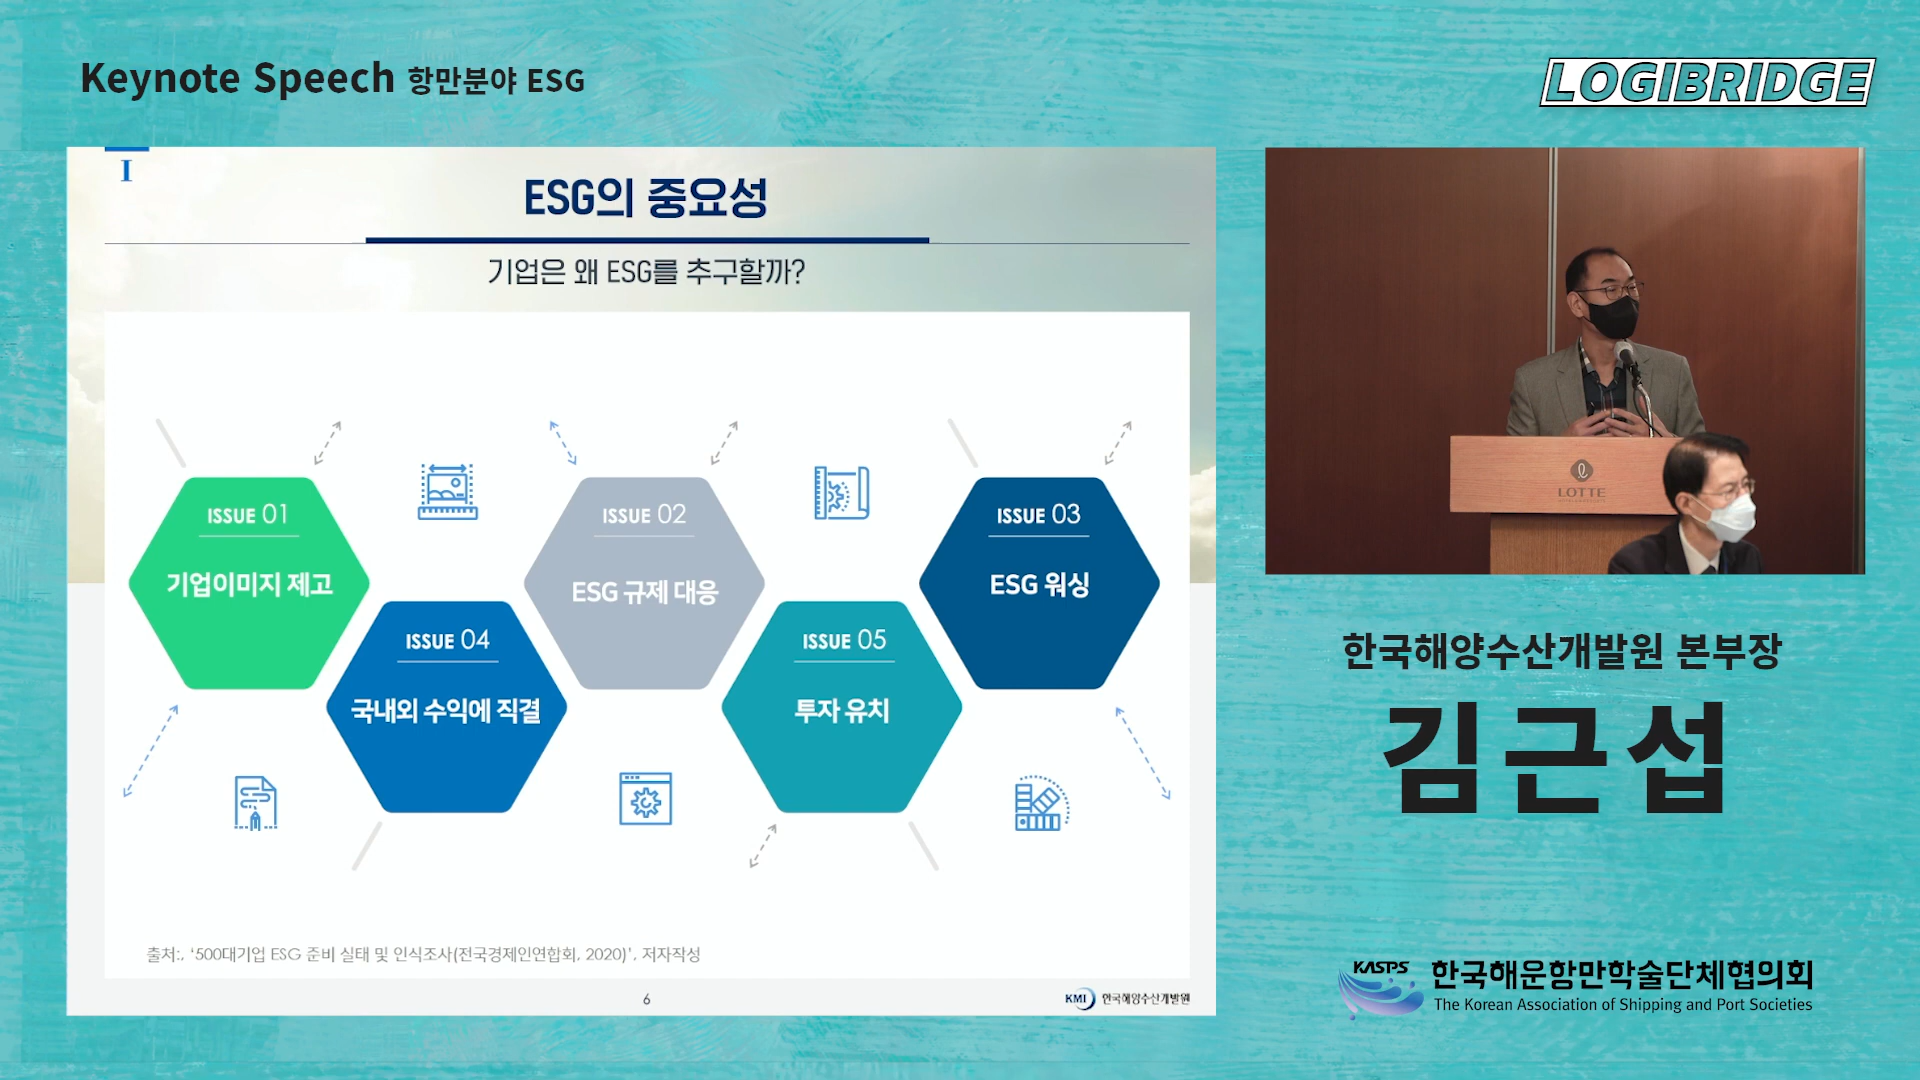 Keynote Speech 항만분야 ESG
LOGIBRIDGE
I
ESG의 중요성
기업은 왜 ESG를 추구할까?
ISSUE 01
기업이미지 제고
ISSUE 02
ESG 규제 대응
ISSUE 03
ESG 워싱
ISSUE 04
국내외 수익에 직결
ISSUE 05
투자 유치
출처:, ‘500대기업 ESG 준비 실태 및 인식조사(전국경제인연합회, 2020)’, 저자작성
6
KMI 한국해양수산개발원
LOTTE
한국해양수산개발원 본부장
김근섭
KASPS 한국해운항만학술단체협의회
The Korean Association of Shipping and Port Societies